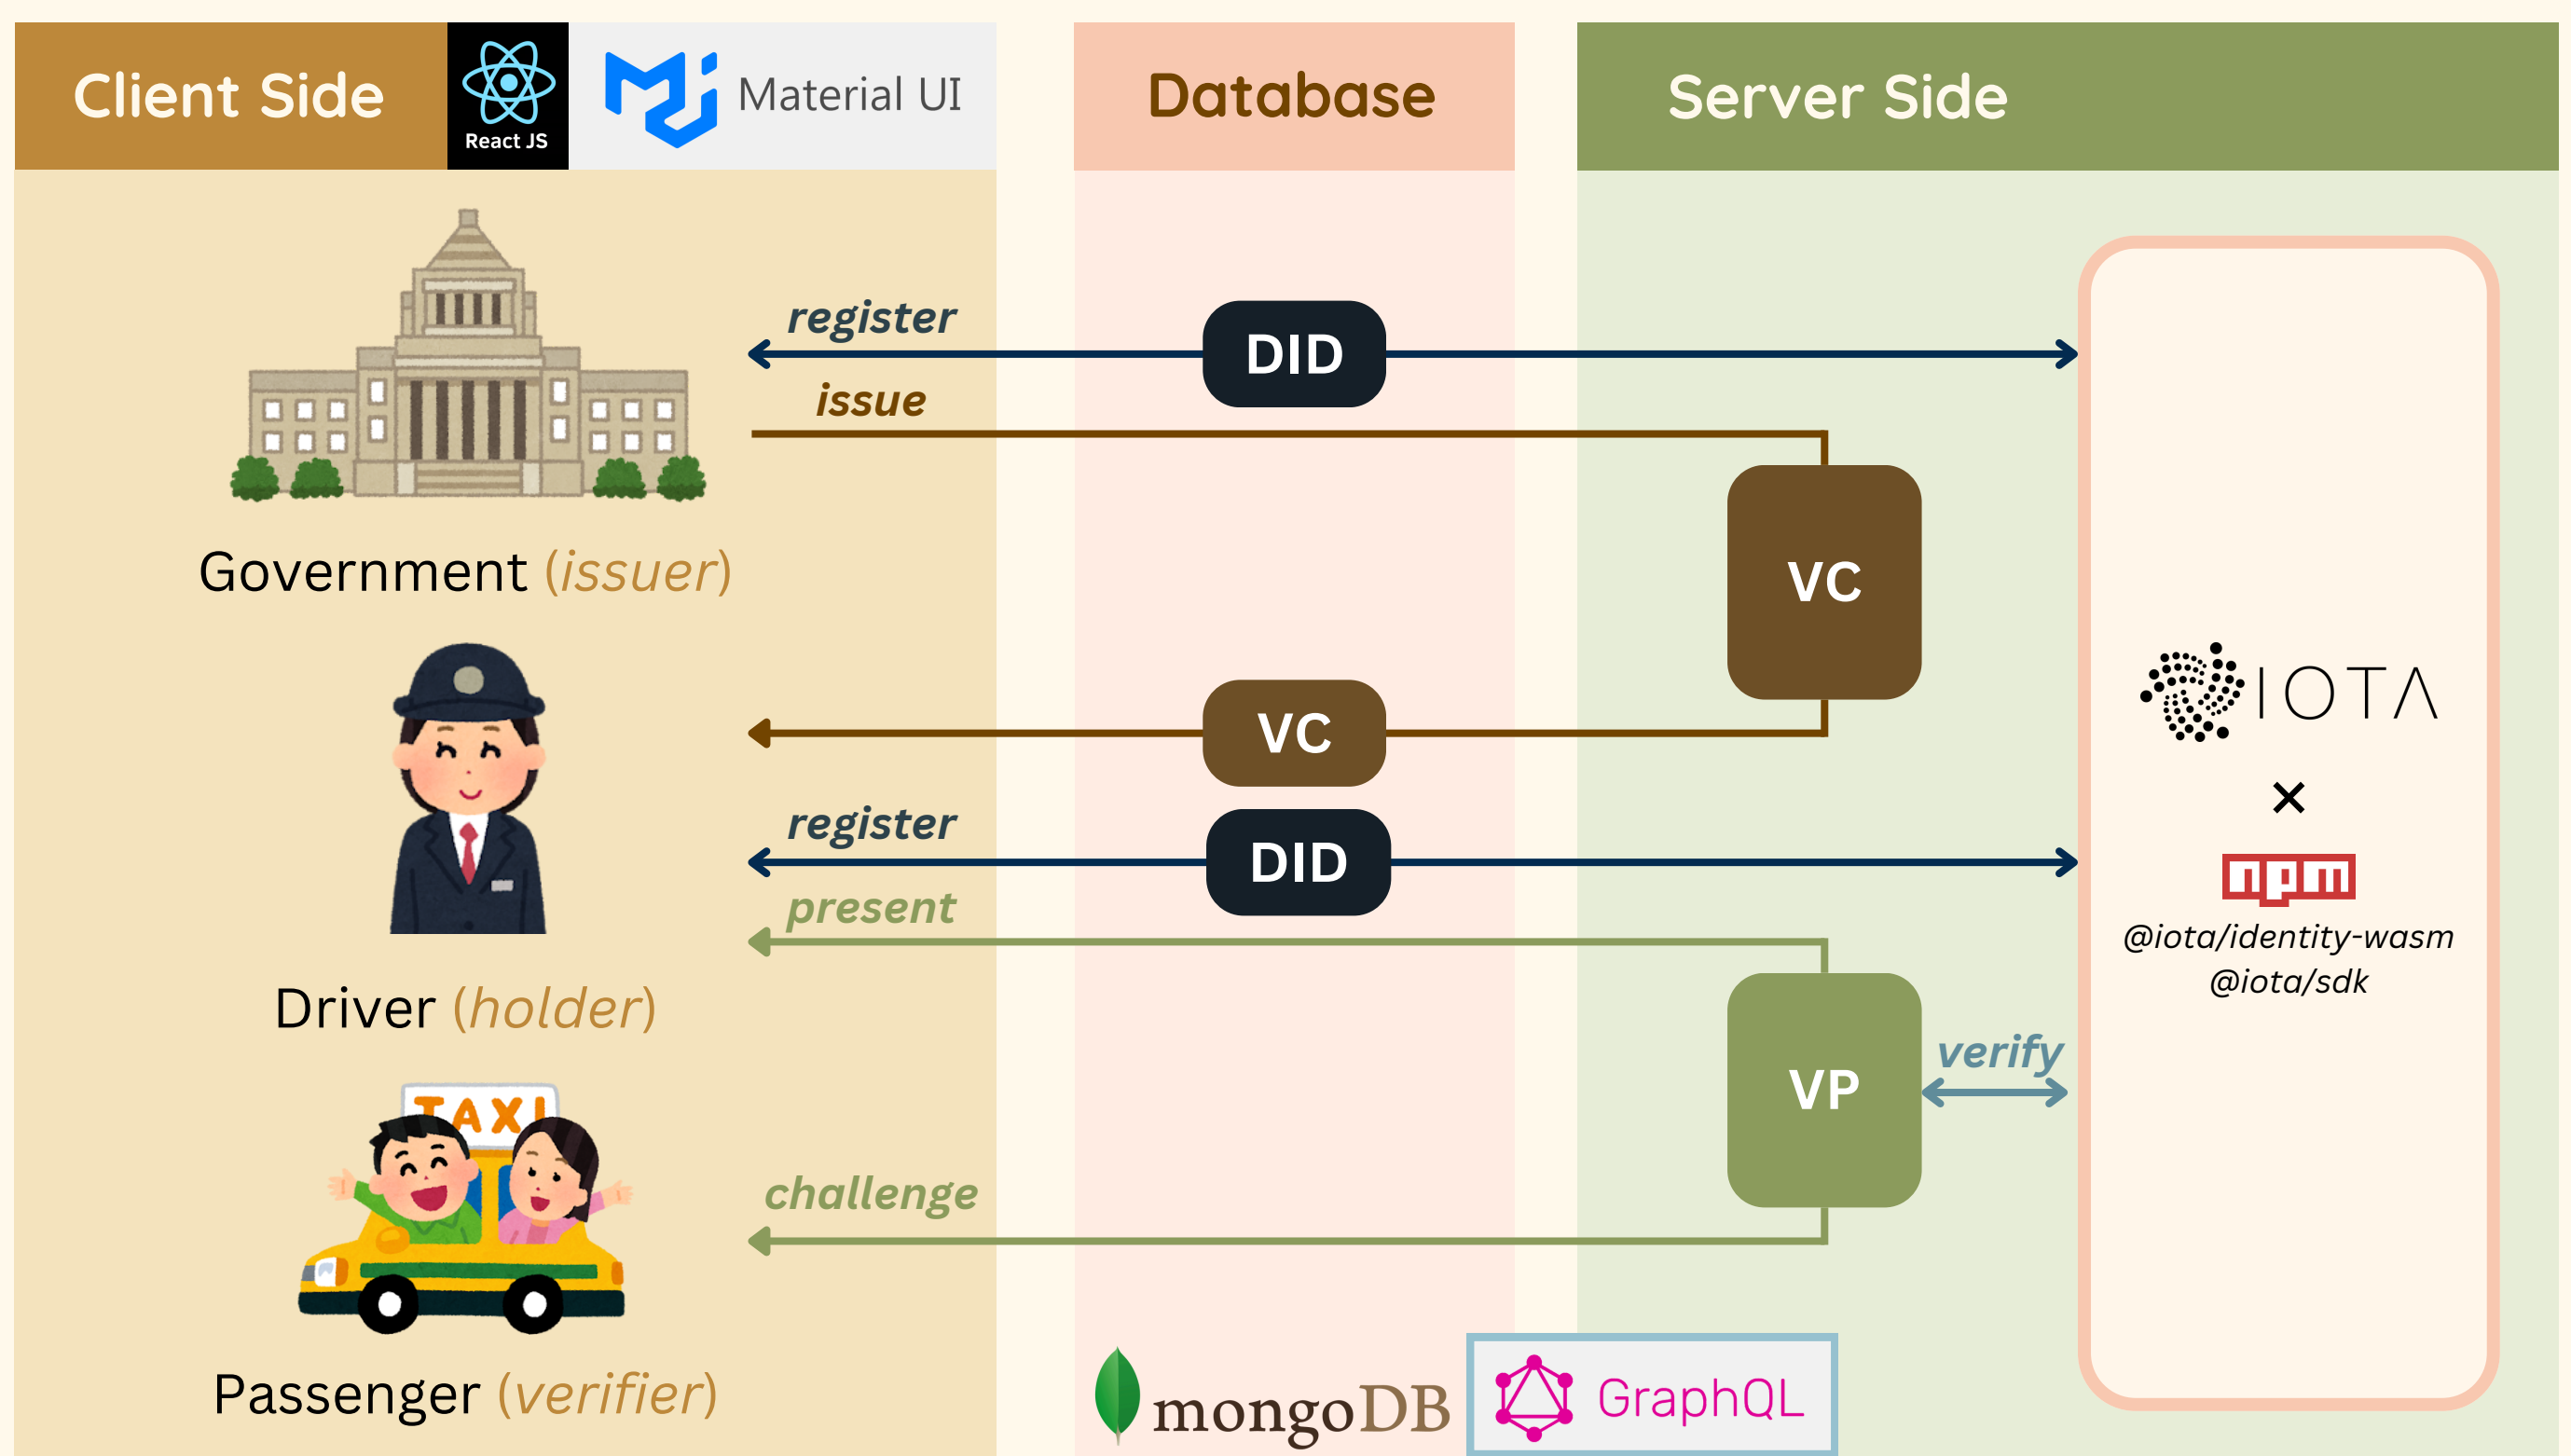 Client Side
React JS
Material UI
Database
Server Side
register
DID
issue
VC
Government (issuer)
VC
register
DID
present
Driver (holder)
IOTA
×
npm
@iota/identity-wasm
@iota/sdk
VP
verify
TAXI
challenge
Passenger (verifier)
mongoDB
GraphQL